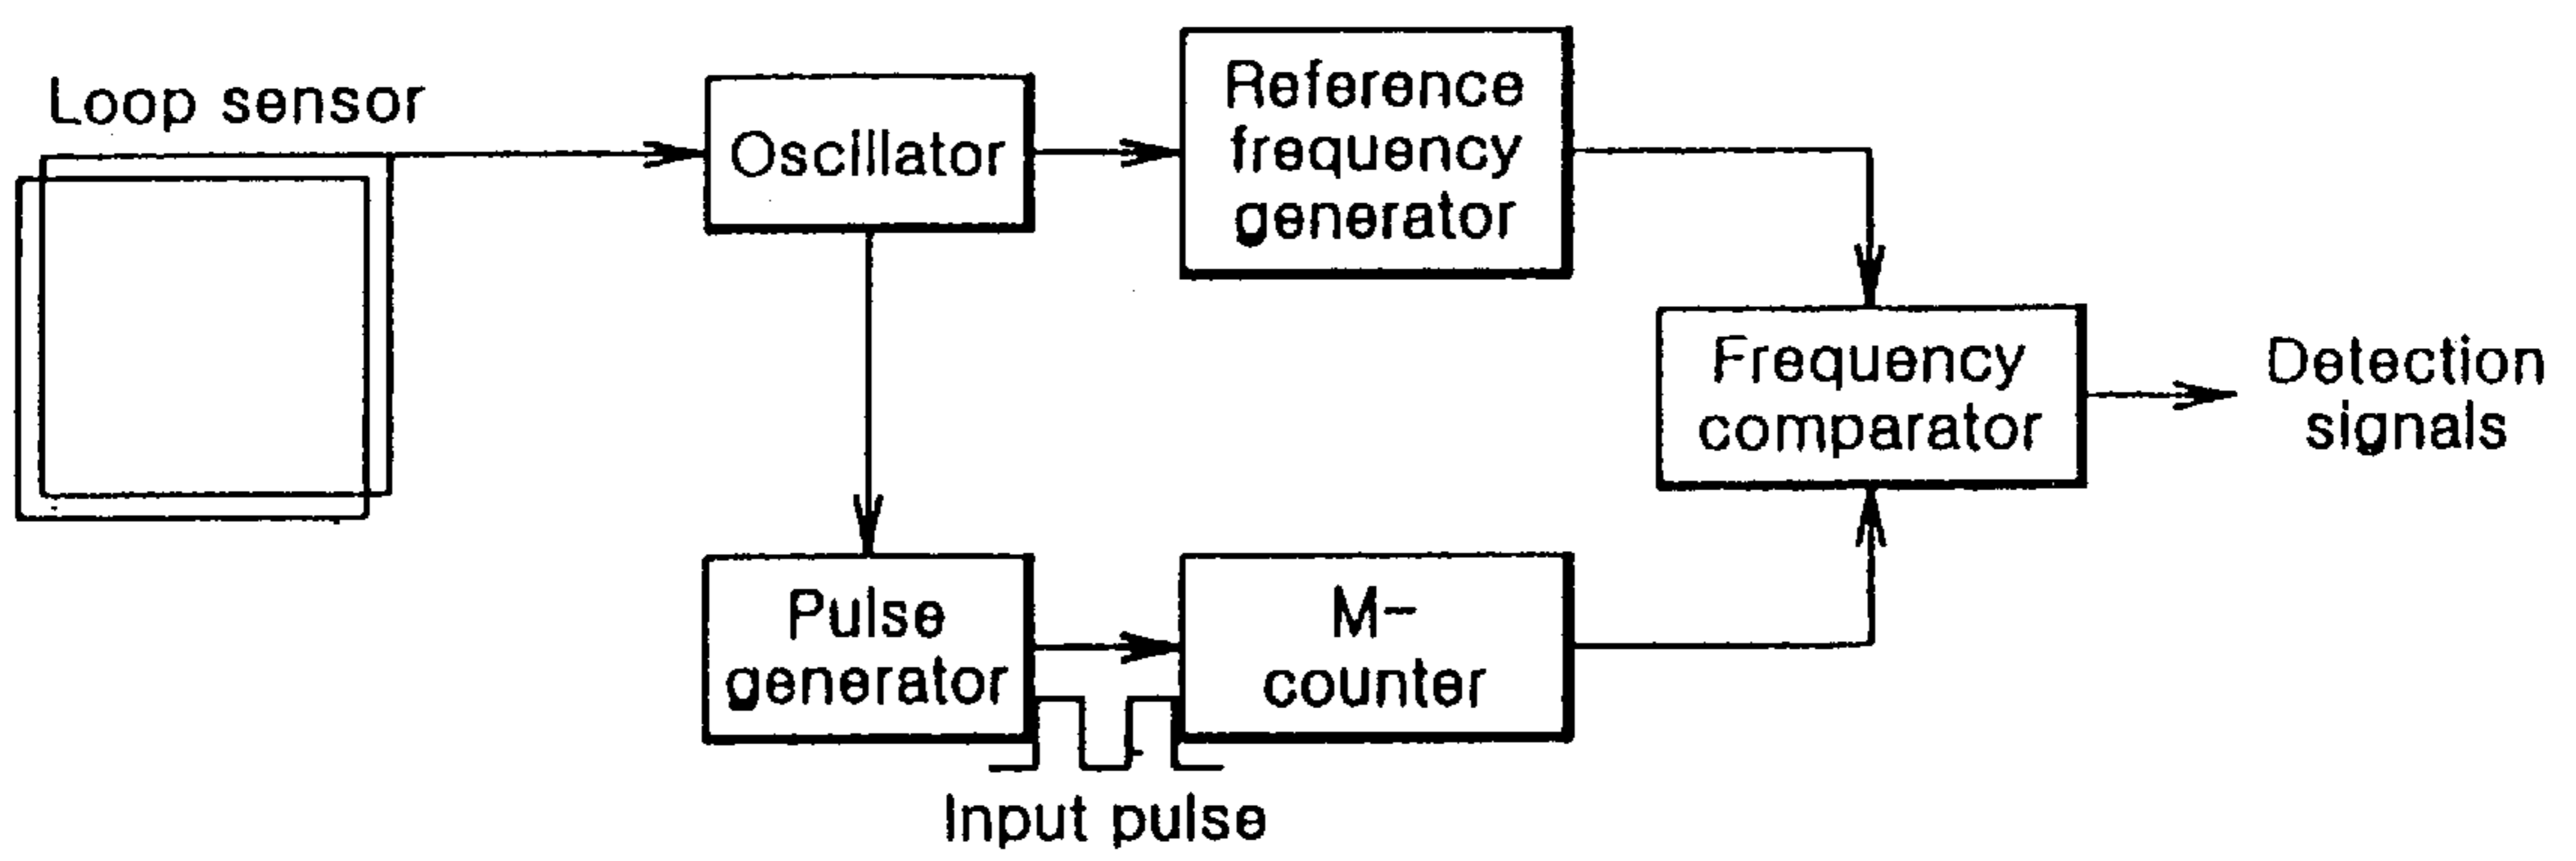 Loop sensor
Oscillator
Reference
frequency
generator
Frequency
comparator
Detection
signals
Pulse
generator
M-
counter
Input pulse